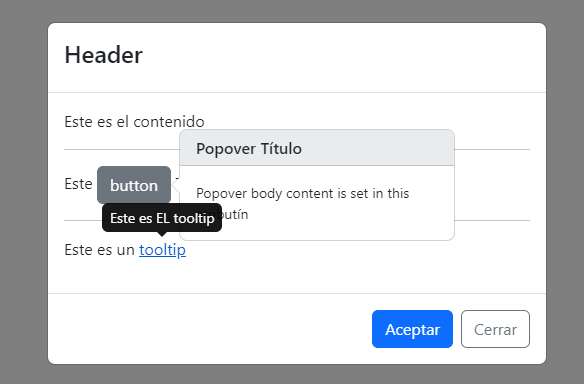 Header
Este es el contenido
Popover Título
Este button
Popover body content is set in this
Este es EL tooltip
Este es un tooltip
Aceptar Cerrar